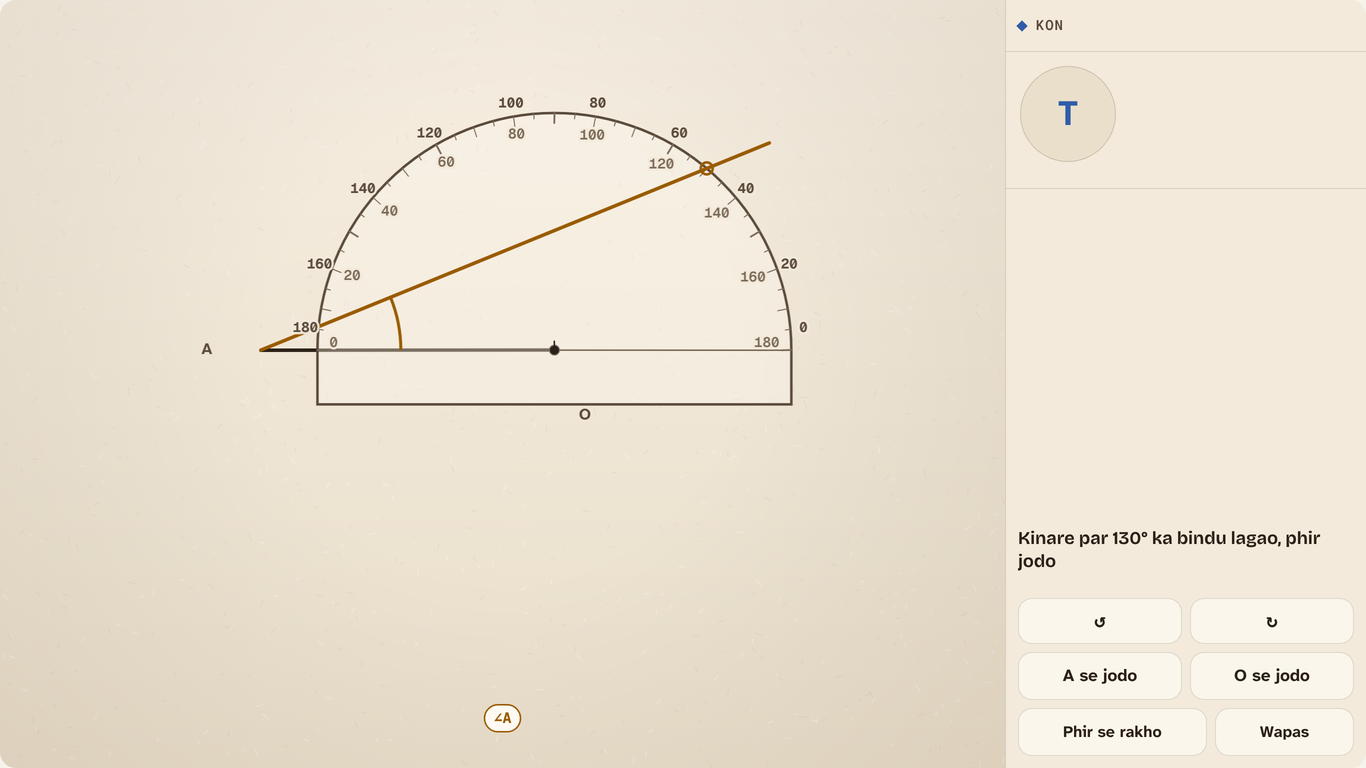 KON
T
100 80
120 80 100 60
60 120
140 40
40 140
160 20
20 160
180 0
0 180
A
O
Kinare par 130° ka bindu lagao, phir
jodo
↺ ↻
A se jodo O se jodo
Phir se rakho Wapas
∠A